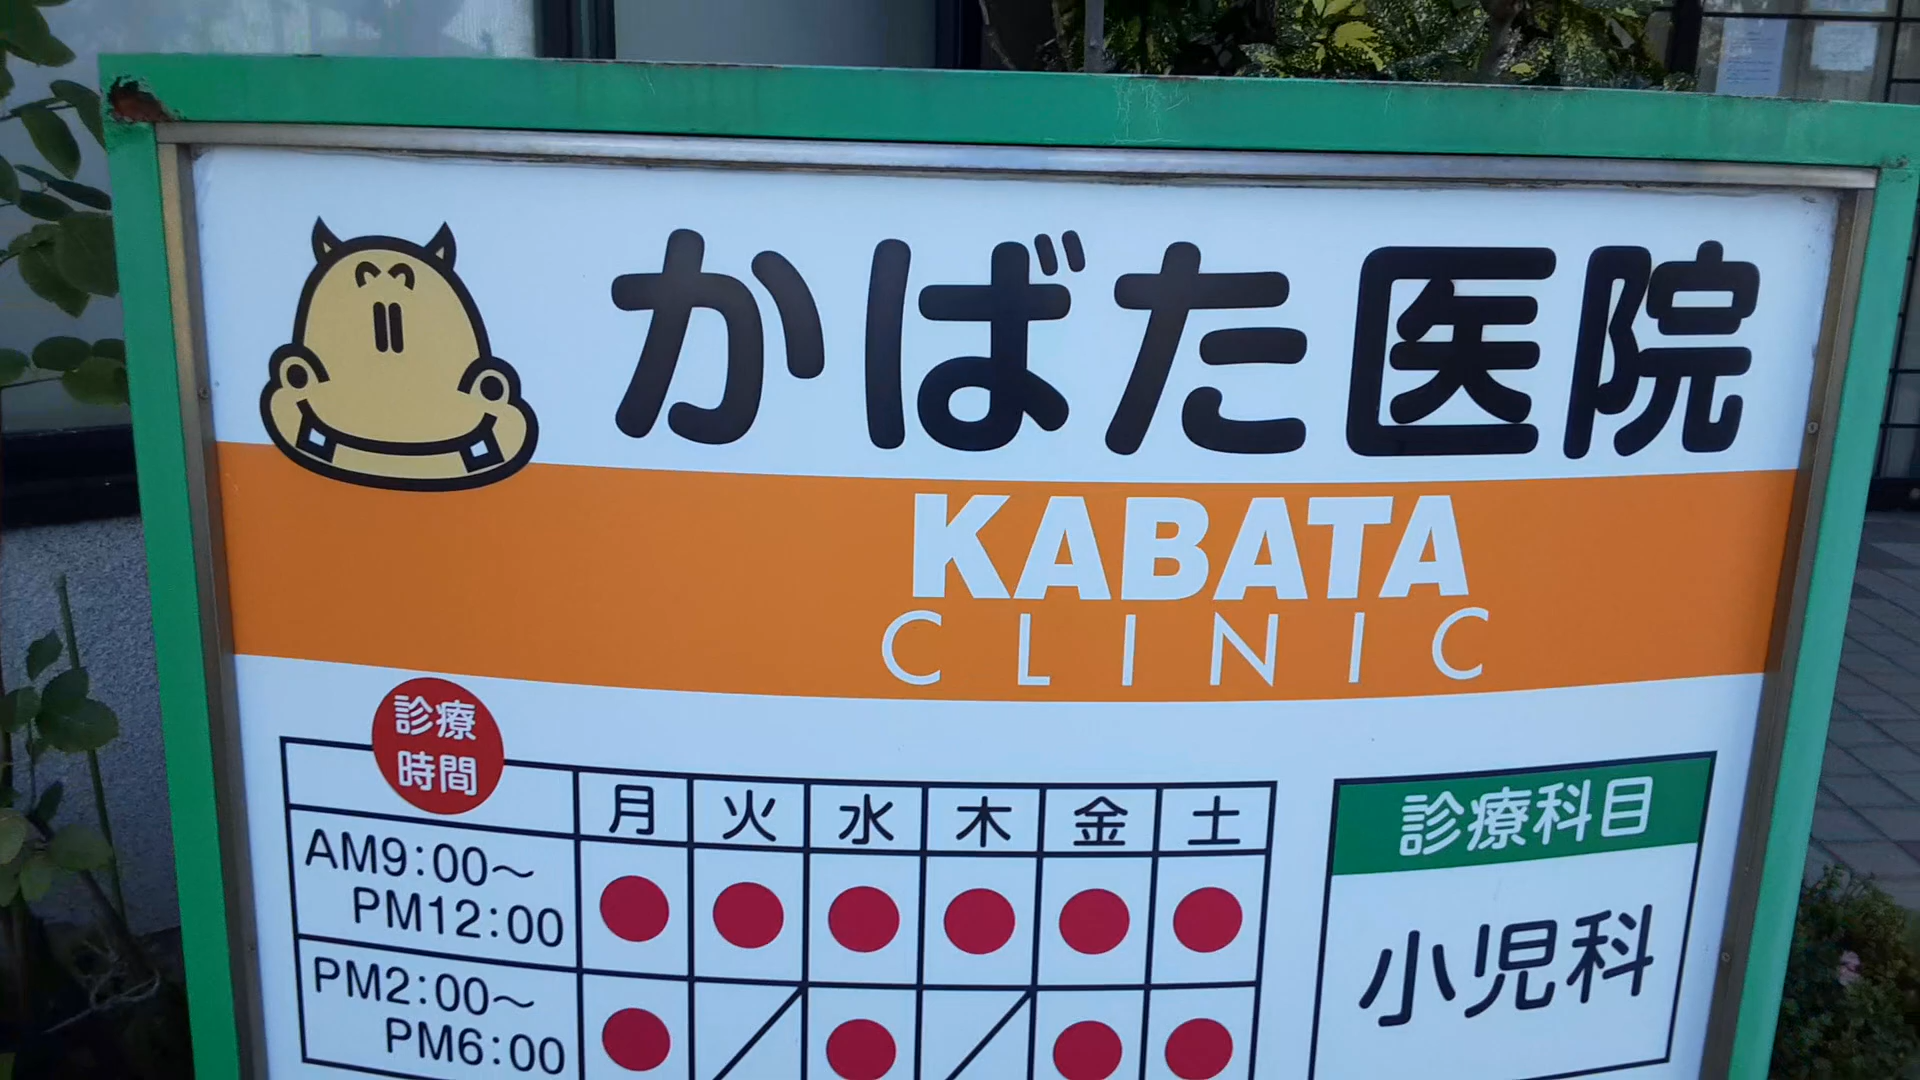 かばた医院
KABATA
CLINIC
診療
時間
月 火 水 木 金 土
AM9:00〜
PM12:00
PM2:00〜
PM6:00
診療科目
小児科